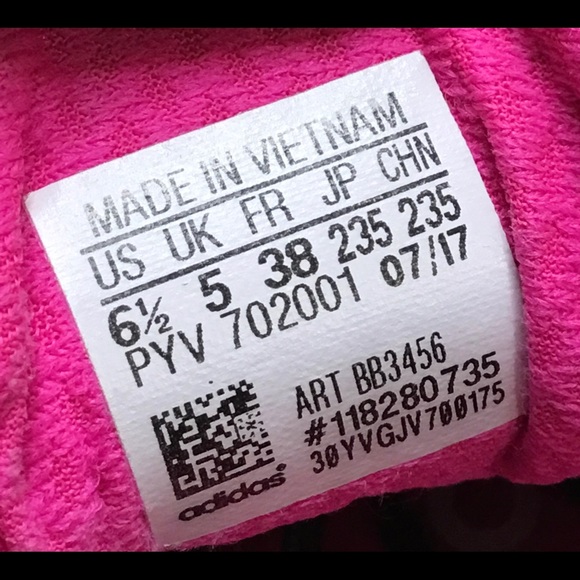 MADE IN VIETNAM
US UK FR JP CHN
6½ 5 38 235 235
PYV 702001 07/17
ART BB3456
#118280735
30YVGJV700175
adidas®